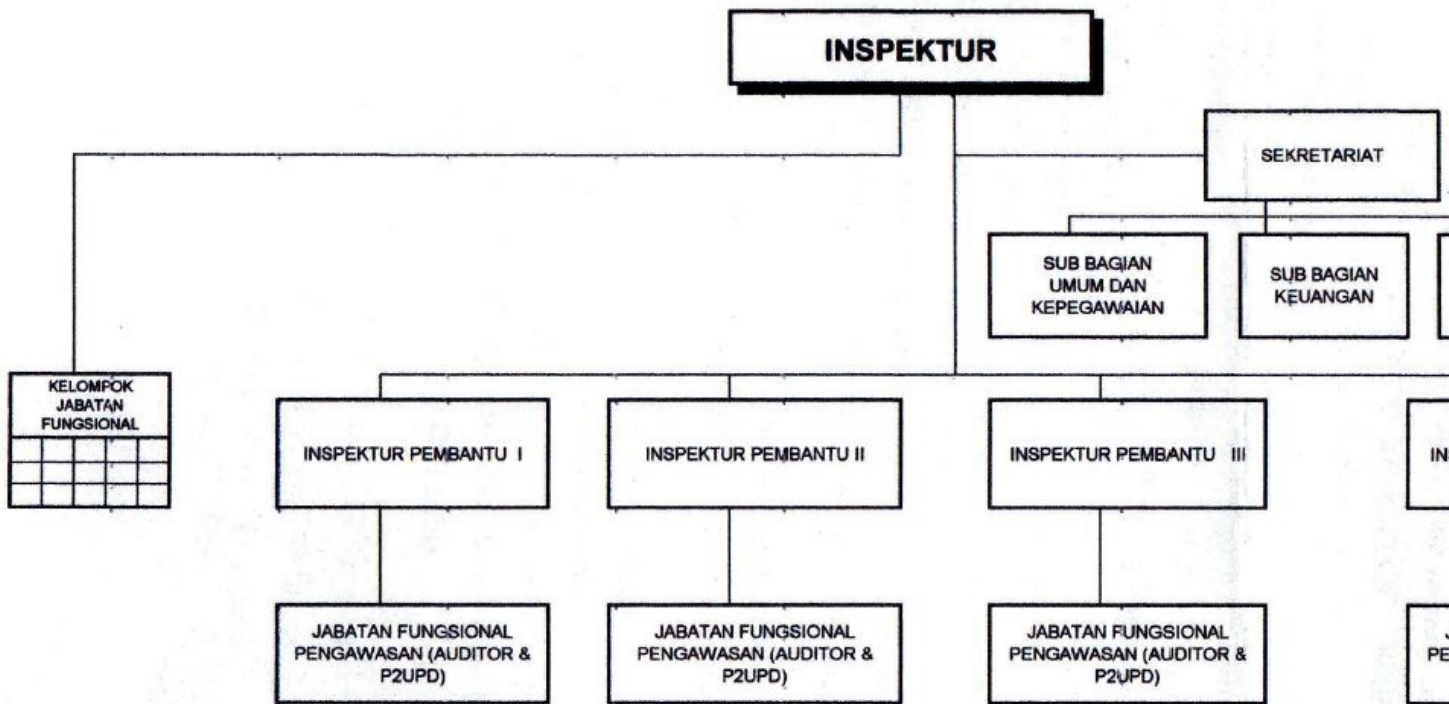 INSPEKTUR
SEKRETARIAT
SUB BAGIAN
UMUM DAN
KEPEGAWAIAN
SUB BAGIAN
KEUANGAN
KELOMPOK
JABATAN
FUNGSIONAL
INSPEKTUR PEMBANTU I
INSPEKTUR PEMBANTU II
INSPEKTUR PEMBANTU III
JABATAN FUNGSIONAL
PENGAWASAN (AUDITOR &
P2UPD)
JABATAN FUNGSIONAL
PENGAWASAN (AUDITOR &
P2UPD)
JABATAN FUNGSIONAL
PENGAWASAN (AUDITOR &
P2UPD)